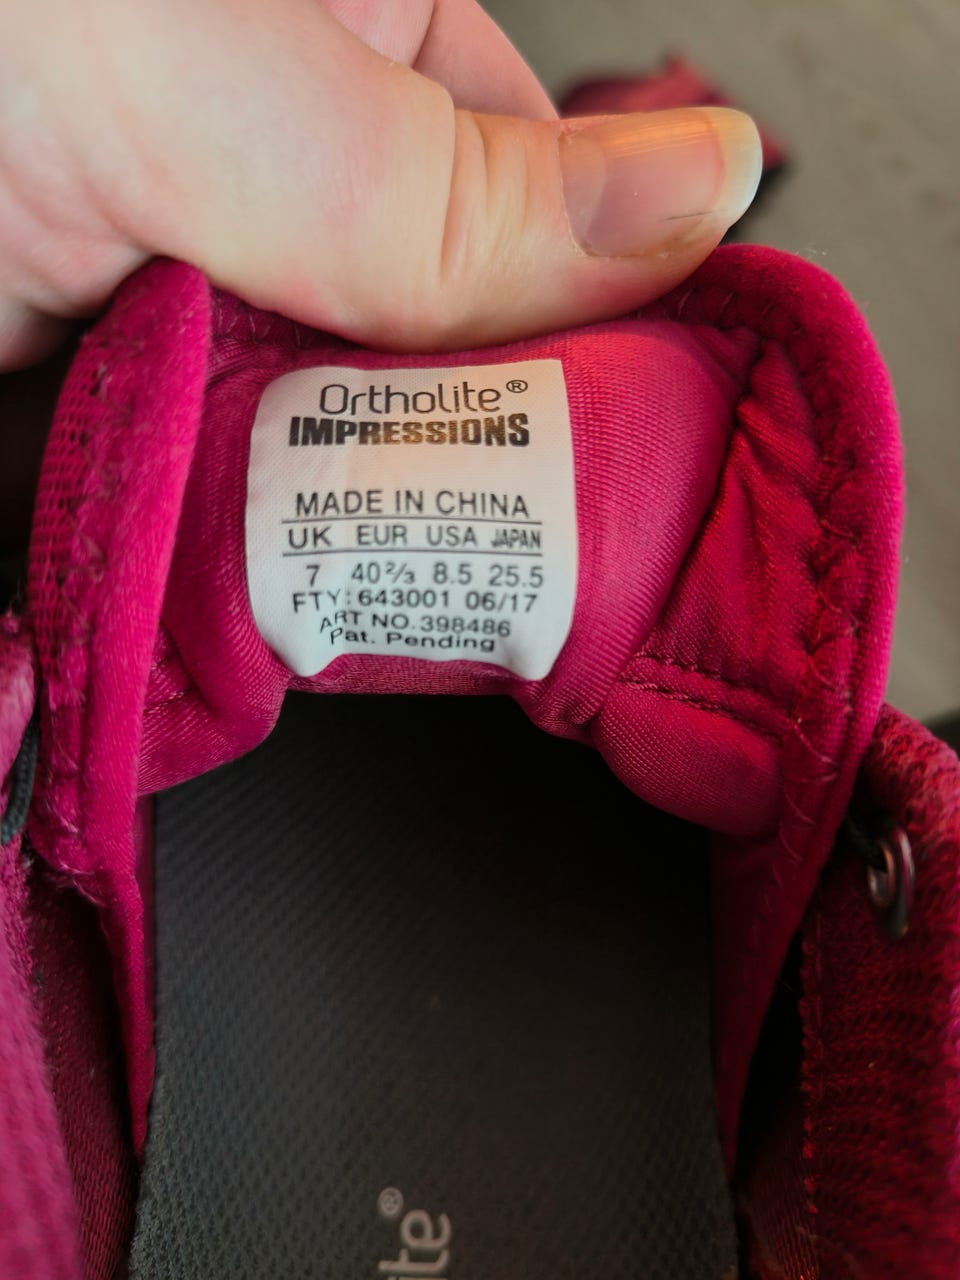 Ortholite®
IMPRESSIONS
MADE IN CHINA
UK EUR USA JAPAN
7 40⅔ 8.5 25.5
FTY: 643001 06/17
ART NO. 398486
Pat. Pending
ite®